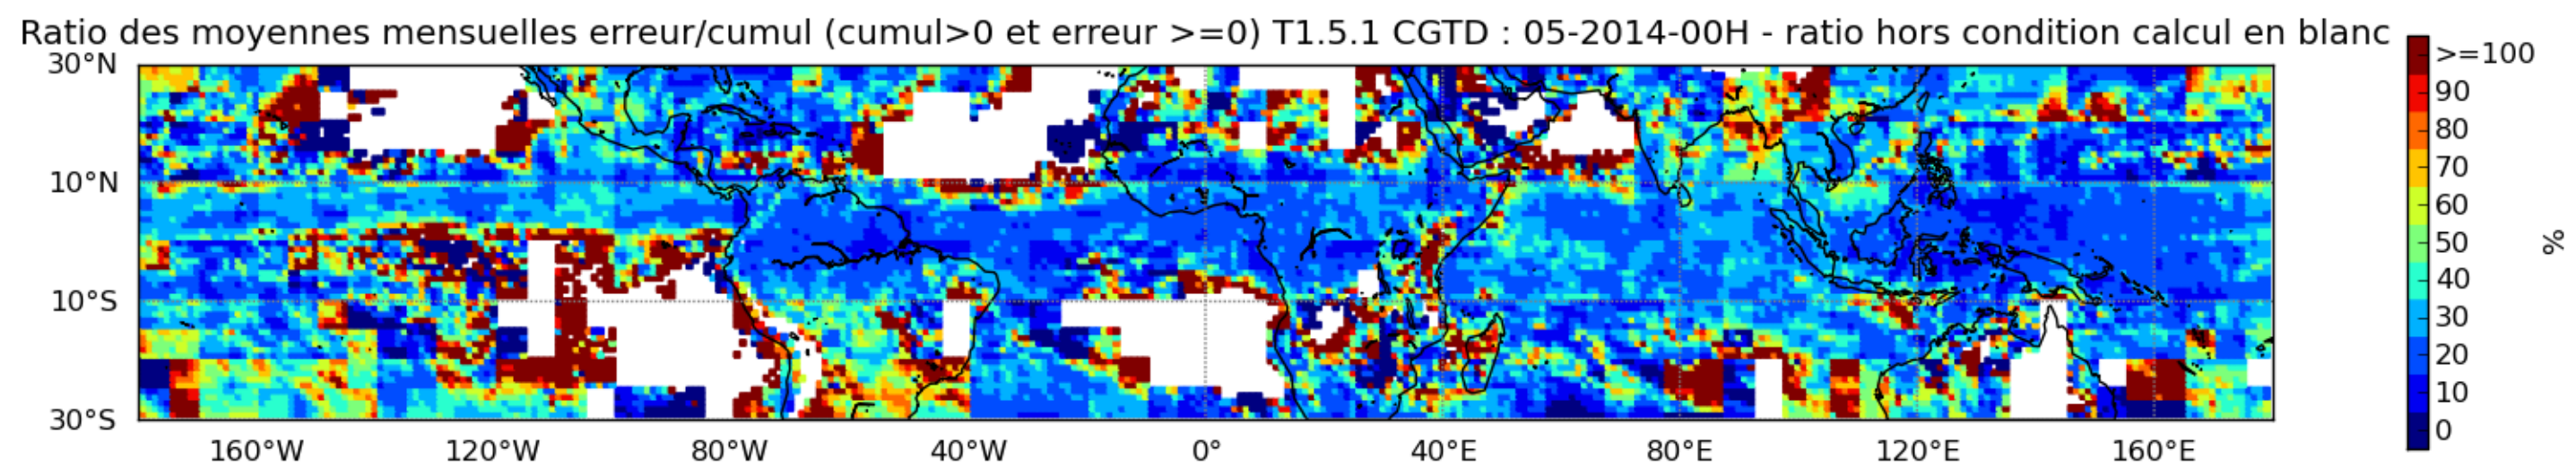 Ratio des moyennes mensuelles erreur/cumul (cumul>0 et erreur >=0) T1.5.1 CGTD : 05-2014-00H - ratio hors condition calcul en blanc
30°N
10°N
10°S
30°S
160°W 120°W 80°W 40°W 0° 40°E 80°E 120°E 160°E
>=100
90
80
70
60
50
40
30
20
10
0
%